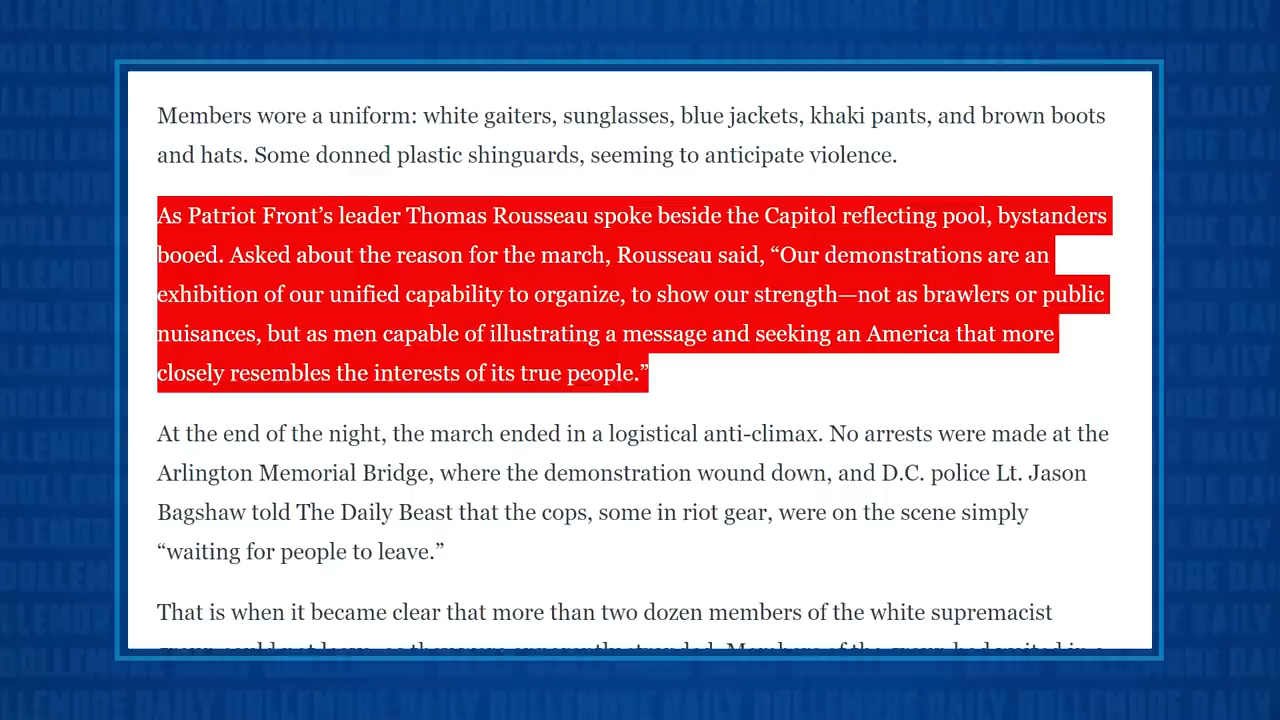 DOLLEMORE DAILY DOLLEMORE DAILY DOLLEMORE DAILY DOLLEMORE DAILY
Members wore a uniform: white gaiters, sunglasses, blue jackets, khaki pants, and brown boots
and hats. Some donned plastic shinguards, seeming to anticipate violence.
As Patriot Front’s leader Thomas Rousseau spoke beside the Capitol reflecting pool, bystanders
booed. Asked about the reason for the march, Rousseau said, “Our demonstrations are an
exhibition of our unified capability to organize, to show our strength—not as brawlers or public
nuisances, but as men capable of illustrating a message and seeking an America that more
closely resembles the interests of its true people.”
At the end of the night, the march ended in a logistical anti-climax. No arrests were made at the
Arlington Memorial Bridge, where the demonstration wound down, and D.C. police Lt. Jason
Bagshaw told The Daily Beast that the cops, some in riot gear, were on the scene simply
“waiting for people to leave.”
That is when it became clear that more than two dozen members of the white supremacist